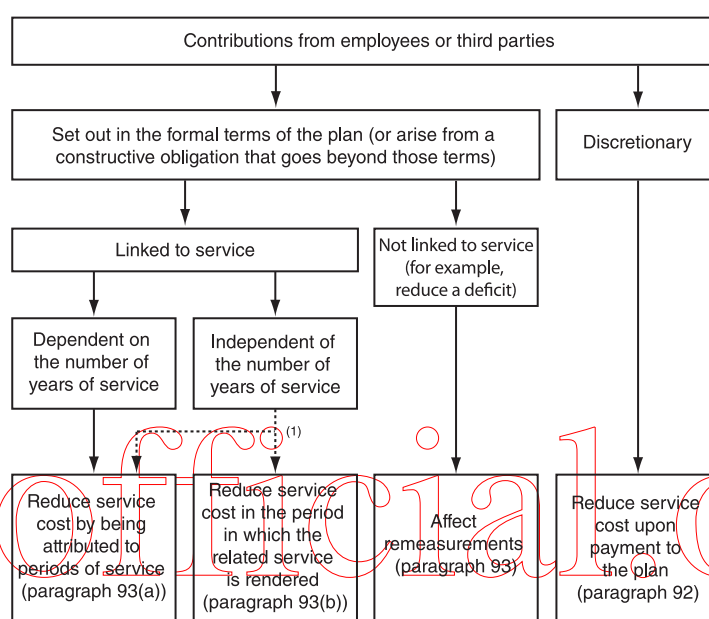 Contributions from employees or third parties
Set out in the formal terms of the plan (or arise from a
constructive obligation that goes beyond those terms)
Discretionary
Linked to service
Not linked to service
(for example,
reduce a deficit)
Dependent on
the number of
years of service
Independent of
the number of
years of service
(1)
Reduce service
cost by being
attributed to
periods of service
(paragraph 93(a))
Reduce service
cost in the period
in which the
related service
is rendered
(paragraph 93(b))
Affect
remeasurements
(paragraph 93)
Reduce service
cost upon
payment to
the plan
(paragraph 92)
official.